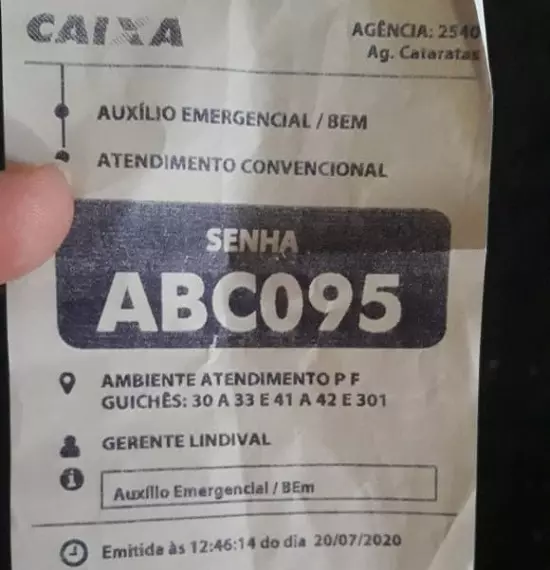 CAIXA
AGÊNCIA: 2540
Ag. Cataratas
AUXÍLIO EMERGENCIAL / BEM
ATENDIMENTO CONVENCIONAL
SENHA
ABC095
AMBIENTE ATENDIMENTO P F
GUICHÊS: 30 A 33 E 41 A 42 E 301
GERENTE LINDIVAL
Auxílio Emergencial / BEm
Emitida às 12:46:14 do dia 20/07/2020